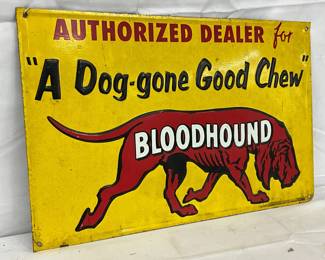 AUTHORIZED DEALER for
"A Dog-gone Good Chew"
BLOODHOUND